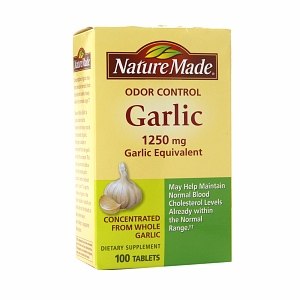 Nature Made®
ODOR CONTROL
Garlic
1250 mg
Garlic Equivalent
May Help Maintain
Normal Blood
Cholesterol Levels
Already within
the Normal
Range.††
CONCENTRATED
FROM WHOLE
GARLIC
DIETARY SUPPLEMENT
100 TABLETS